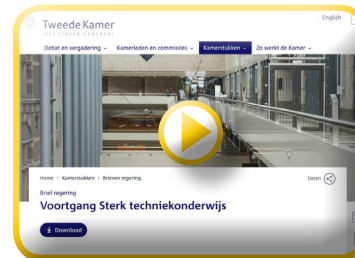 English
Tweede Kamer
DER STATEN-GENERAAL
Debat en vergadering
Kamerleden en commissies
Kamerstukken
Zo werkt de Kamer
Home > Kamerstukken > Brieven regering
Delen
Brief regering
Voortgang Sterk techniekonderwijs
Download